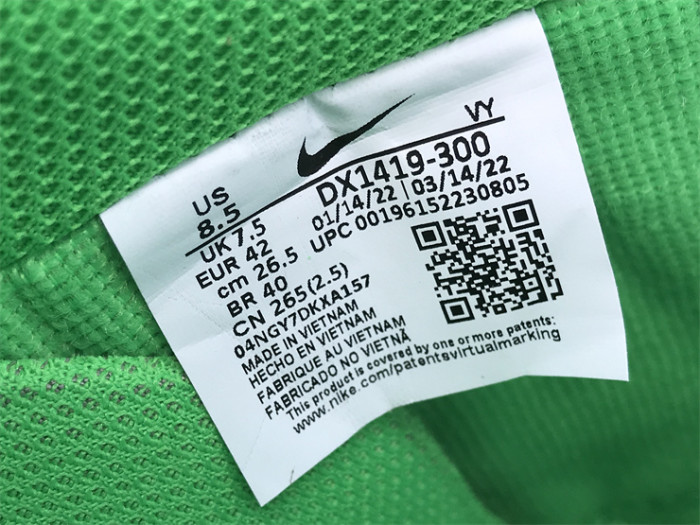 VY
US
8.5
DX1419-300
UK 7.5
01/14/22 | 03/14/22
EUR 42
UPC 00196152230805
cm 26.5
BR 40
CN 265(2.5)
04NGY7DKXA157
MADE IN VIETNAM
HECHO EN VIETNAM
FABRIQUE AU VIETNAM
FABRICADO NO VIETNÃ
This product is covered by one or more patents:
www.nike.com/patentsvirtualmarking